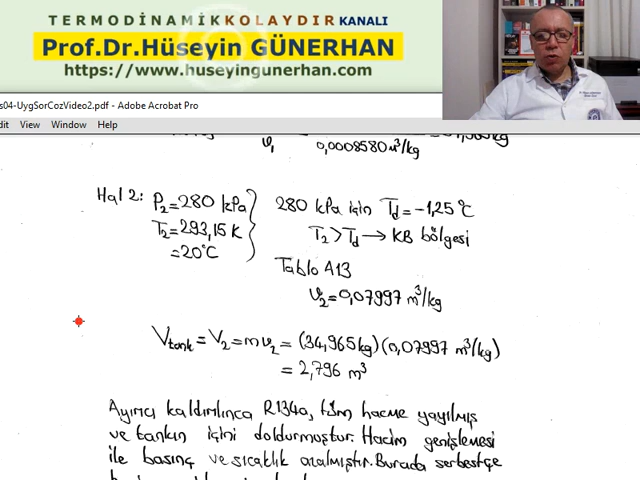 TERMODİNAMİKKOLAYDIR KANALI
Prof.Dr.Hüseyin GÜNERHAN
https://www.huseyingunerhan.com
s04-UygSorCozVideo2.pdf - Adobe Acrobat Pro
dit View Window Help
v₁ 0,0008580 m³/kg
Hal 2: P₂=280 kPa
T₂=293,15 K
=20°C
280 kPa için Td=-1,25°C
T₂>Td → KB bölgesi
Tablo A13
v₂=0,07997 m³/kg
Vtank=V₂=mv₂=(34,965kg)(0,07997 m³/kg)
=2,796 m³
Ayırıcı kaldırılınca R134a, tüm hacme yayılmış
ve tankın içini doldurmuştur. Hacim genişlemesi
ile basınç ve sıcaklık azalmıştır. Burada serbestçe